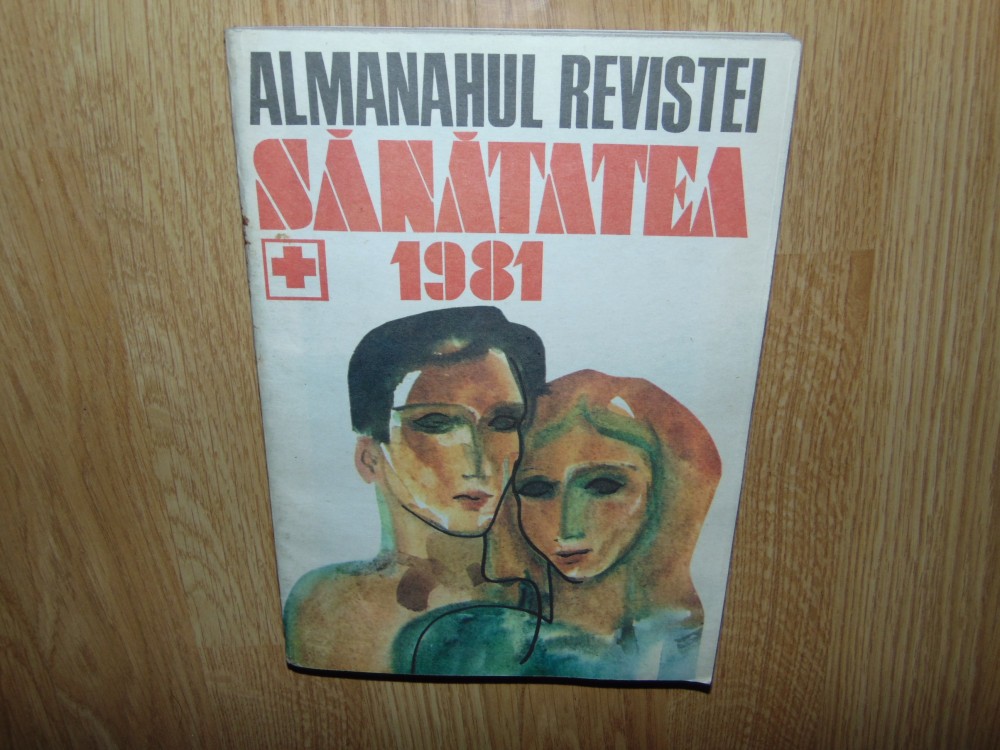 ALMANAHUL REVISTEI
SĂNĂTATEA
1981